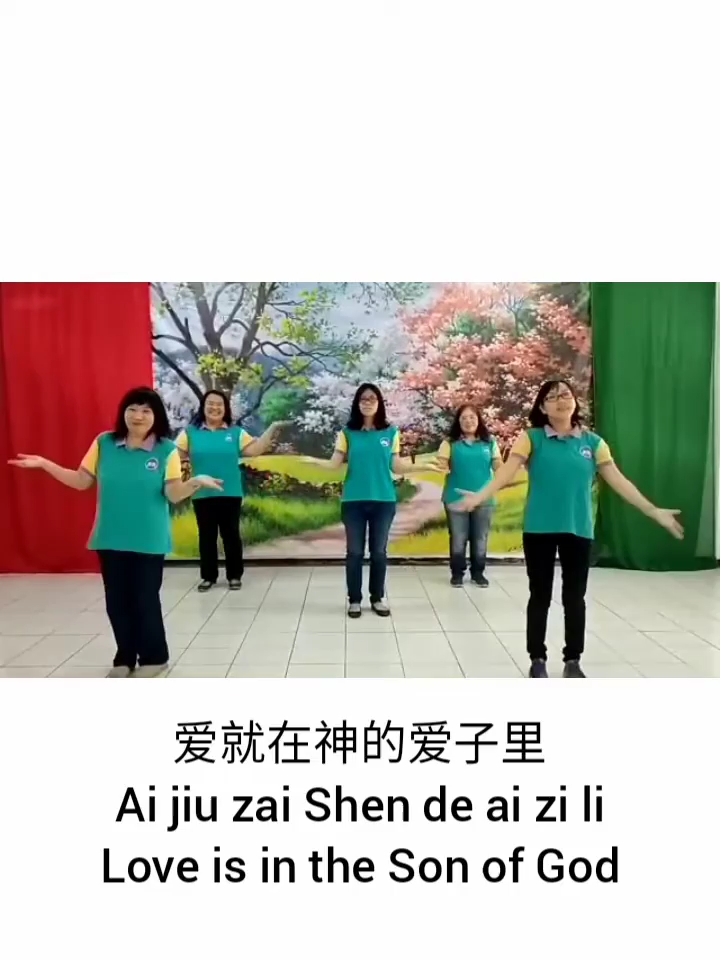 爱就在神的爱子里
Ai jiu zai Shen de ai zi li
Love is in the Son of God